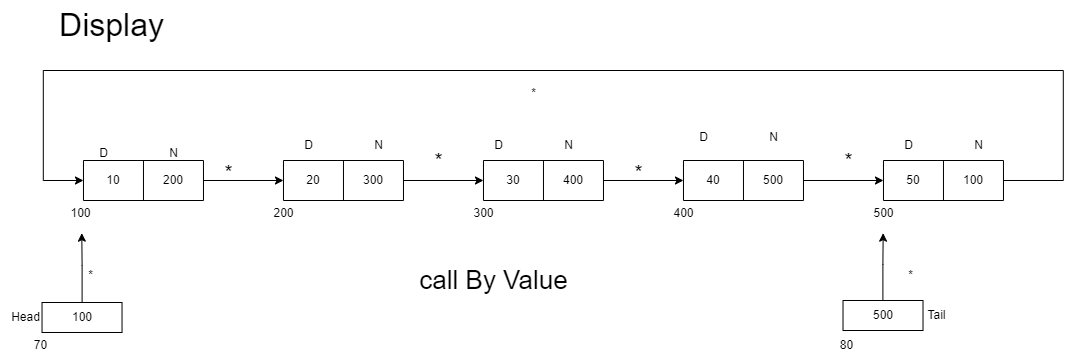 Display
*
D N D N D N D N D N
10 200 * 20 300 * 30 400 * 40 500 * 50 100
100 200 300 400 500
* *
call By Value
Head 100 500 Tail
70 80